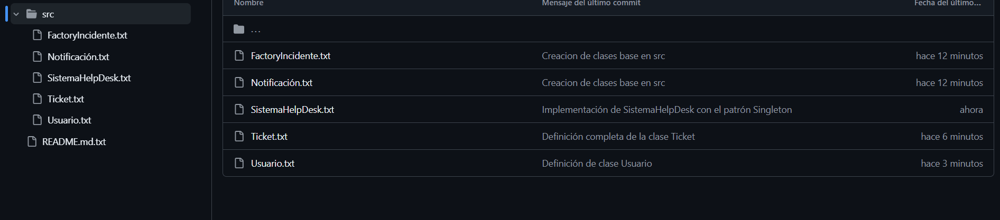 src
FactoryIncidente.txt
Notificación.txt
SistemaHelpDesk.txt
Ticket.txt
Usuario.txt
README.md.txt
Nombre Mensaje del último commit Fecha del último...
...
FactoryIncidente.txt Creacion de clases base en src hace 12 minutos
Notificación.txt Creacion de clases base en src hace 12 minutos
SistemaHelpDesk.txt Implementación de SistemaHelpDesk con el patrón Singleton ahora
Ticket.txt Definición completa de la clase Ticket hace 6 minutos
Usuario.txt Definición de clase Usuario hace 3 minutos